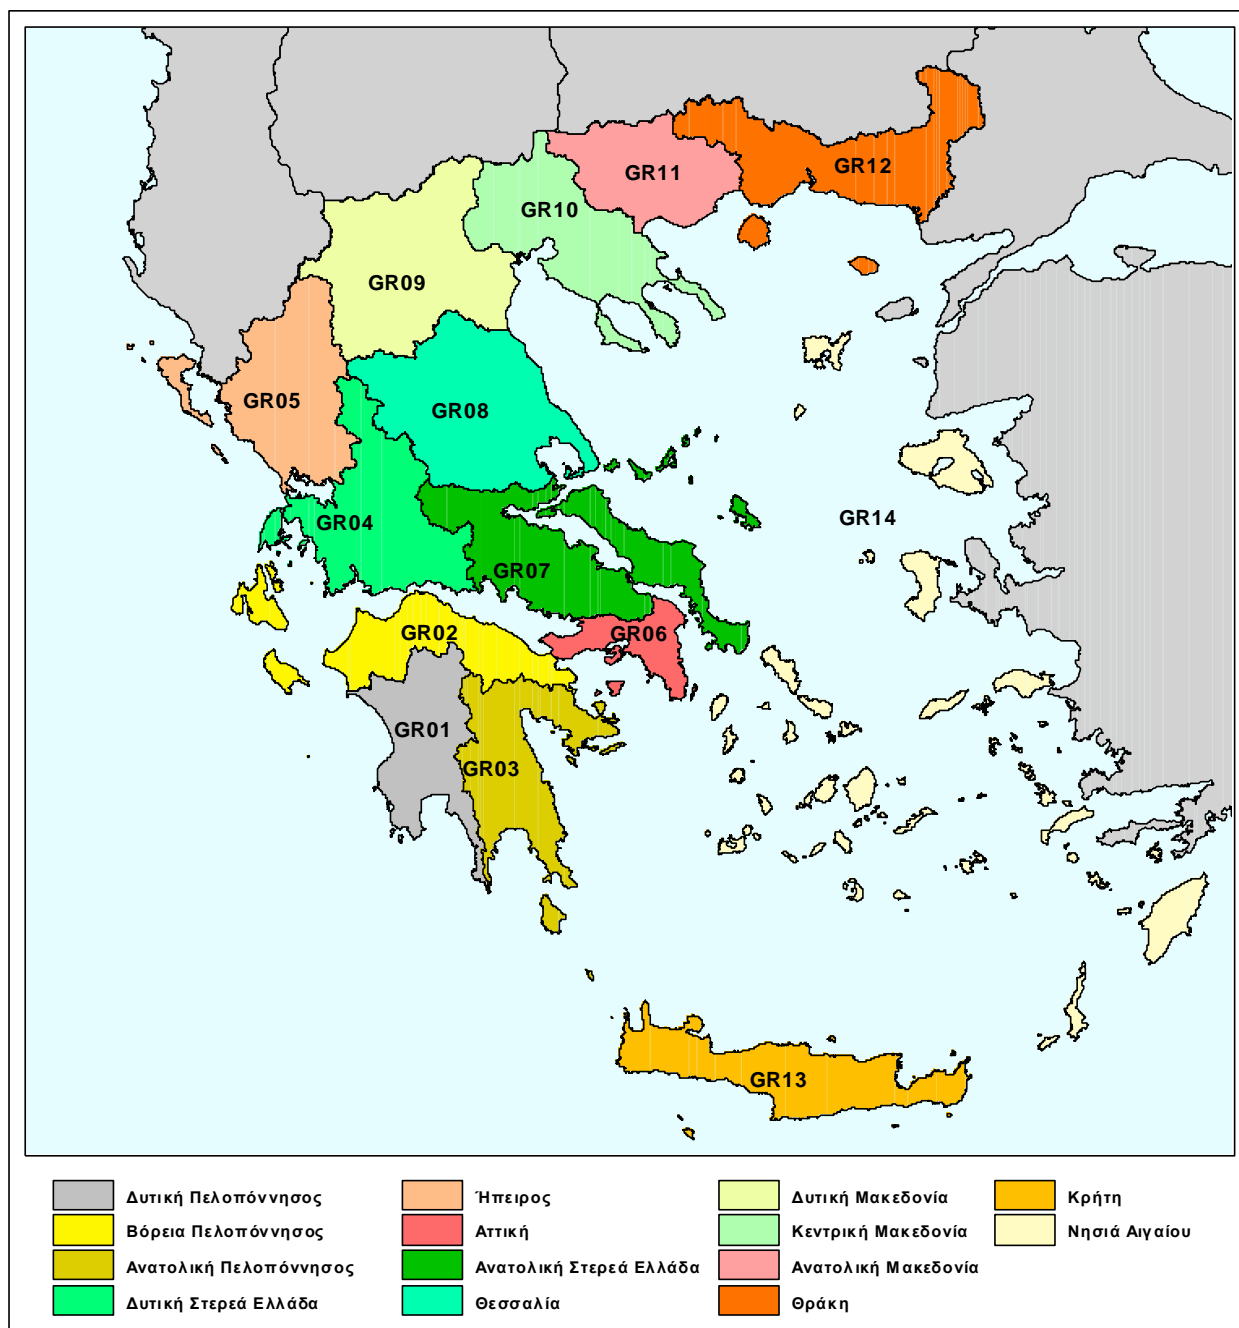 GR12
GR11
GR10
GR09
GR05
GR08
GR04
GR14
GR07
GR02
GR06
GR01
GR03
GR13
Δυτική Πελοπόννησος
Βόρεια Πελοπόννησος
Ανατολική Πελοπόννησος
Δυτική Στερεά Ελλάδα
Ήπειρος
Αττική
Ανατολική Στερεά Ελλάδα
Θεσσαλία
Δυτική Μακεδονία
Κεντρική Μακεδονία
Ανατολική Μακεδονία
Θράκη
Κρήτη
Νησιά Αιγαίου